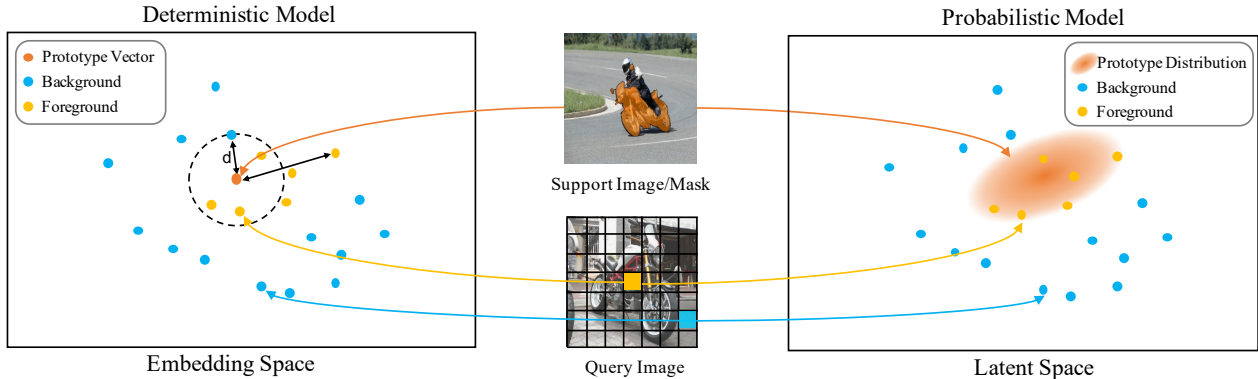 Deterministic Model
Prototype Vector
Background
Foreground
d
Embedding Space
Support Image/Mask
Query Image
Probabilistic Model
Prototype Distribution
Background
Foreground
Latent Space